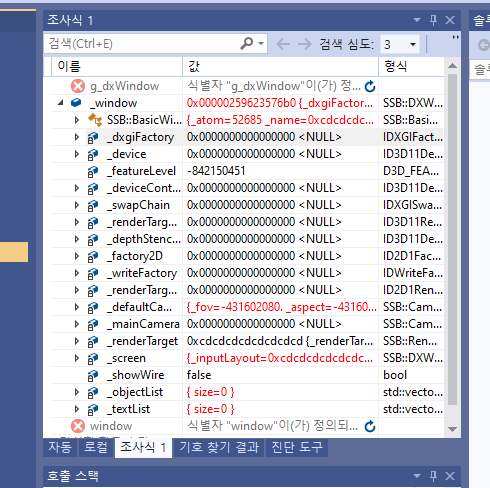 조사식 1
솔루
검색(Ctrl+E) 검색 심도: 3
이름 값 형식
g_dxWindow 식별자 "g_dxWindow"이(가) 정의...
_window 0x00000259623576b0 {_dxgiFactor... SSB::DXW...
SSB::BasicWi... {_atom=52685 _name=0xcdcdcdc... SSB::Basi...
_dxgiFactory 0x0000000000000000 <NULL> IDXGIFact...
_device 0x0000000000000000 <NULL> ID3D11De...
_featureLevel -842150451 D3D_FEA...
_deviceCont... 0x0000000000000000 <NULL> ID3D11De...
_swapChain 0x0000000000000000 <NULL> IDXGISwa...
_renderTarg... 0x0000000000000000 <NULL> ID3D11Re...
_depthStenc... 0x0000000000000000 <NULL> ID3D11De...
_factory2D 0x0000000000000000 <NULL> ID2D1Fac...
_writeFactory 0x0000000000000000 <NULL> IDWriteFa...
_renderTarg... 0x0000000000000000 <NULL> ID2D1Ren...
_defaultCa... {_fov=-431602080. _aspect=-43160... SSB::Cam...
_mainCamera 0x0000000000000000 <NULL> SSB::Cam...
_renderTarget 0xcdcdcdcdcdcdcdcd {_renderTar... SSB::Ren...
_screen {_inputLayout=0xcdcdcdcdcdcdc... SSB::DXW...
_showWire false bool
_objectList { size=0 } std::vecto...
_textList { size=0 } std::vecto...
window 식별자 "window"이(가) 정의되...
자동 로컬 조사식 1 기호 찾기 결과 진단 도구
호출 스택